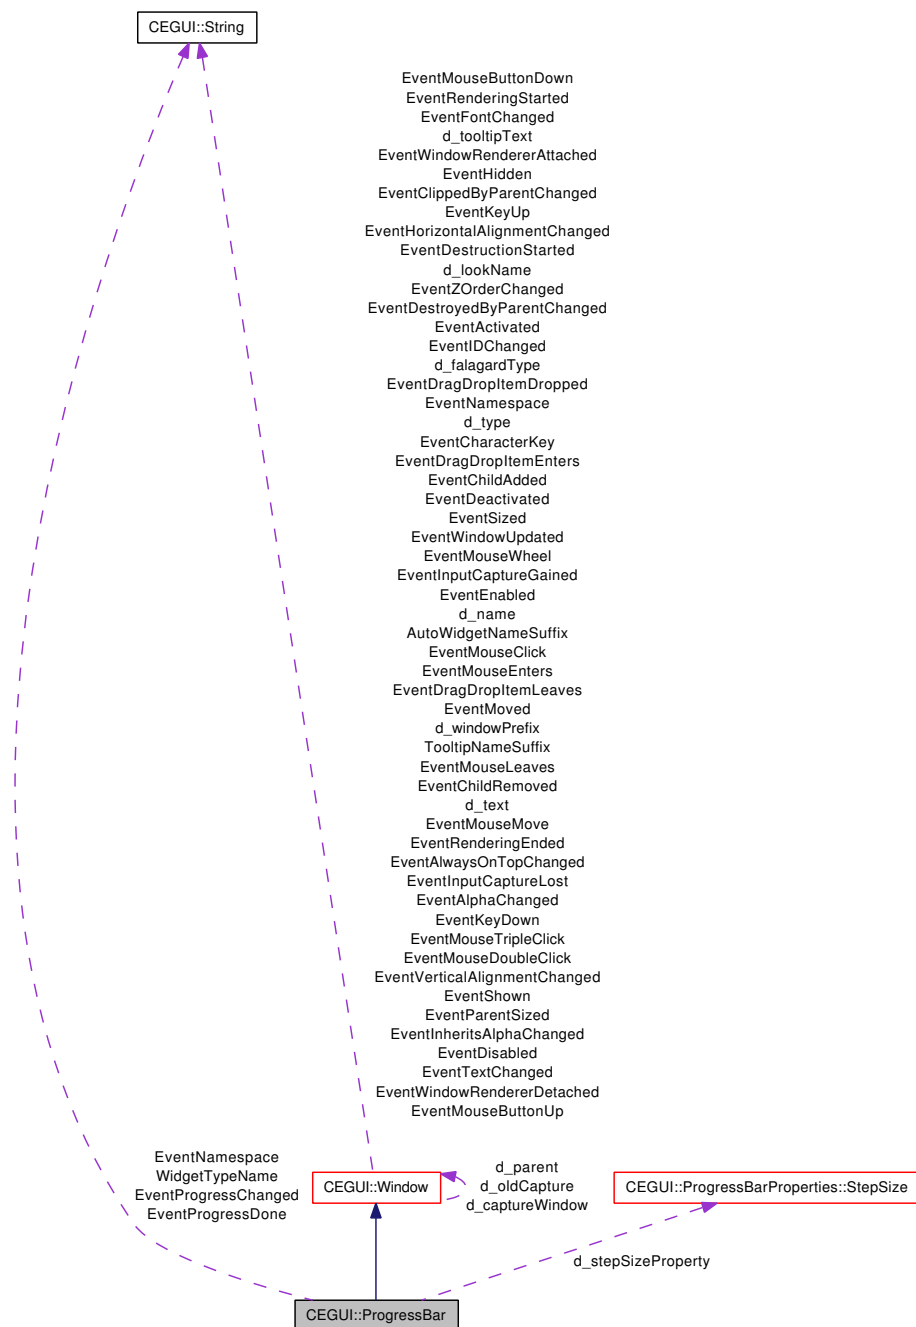 CEGUI::String
EventMouseButtonDown
EventRenderingStarted
EventFontChanged
d_tooltipText
EventWindowRendererAttached
EventHidden
EventClippedByParentChanged
EventKeyUp
EventHorizontalAlignmentChanged
EventDestructionStarted
d_lookName
EventZOrderChanged
EventDestroyedByParentChanged
EventActivated
EventIDChanged
d_falagardType
EventDragDropItemDropped
EventNamespace
d_type
EventCharacterKey
EventDragDropItemEnters
EventChildAdded
EventDeactivated
EventSized
EventWindowUpdated
EventMouseWheel
EventInputCaptureGained
EventEnabled
d_name
AutoWidgetNameSuffix
EventMouseClick
EventMouseEnters
EventDragDropItemLeaves
EventMoved
d_windowPrefix
TooltipNameSuffix
EventMouseLeaves
EventChildRemoved
d_text
EventMouseMove
EventRenderingEnded
EventAlwaysOnTopChanged
EventInputCaptureLost
EventAlphaChanged
EventKeyDown
EventMouseTripleClick
EventMouseDoubleClick
EventVerticalAlignmentChanged
EventShown
EventParentSized
EventInheritsAlphaChanged
EventDisabled
EventTextChanged
EventWindowRendererDetached
EventMouseButtonUp
EventNamespace
WidgetTypeName
EventProgressChanged
EventProgressDone
CEGUI::Window
d_parent
d_oldCapture
d_captureWindow
CEGUI::ProgressBarProperties::StepSize
d_stepSizeProperty
CEGUI::ProgressBar